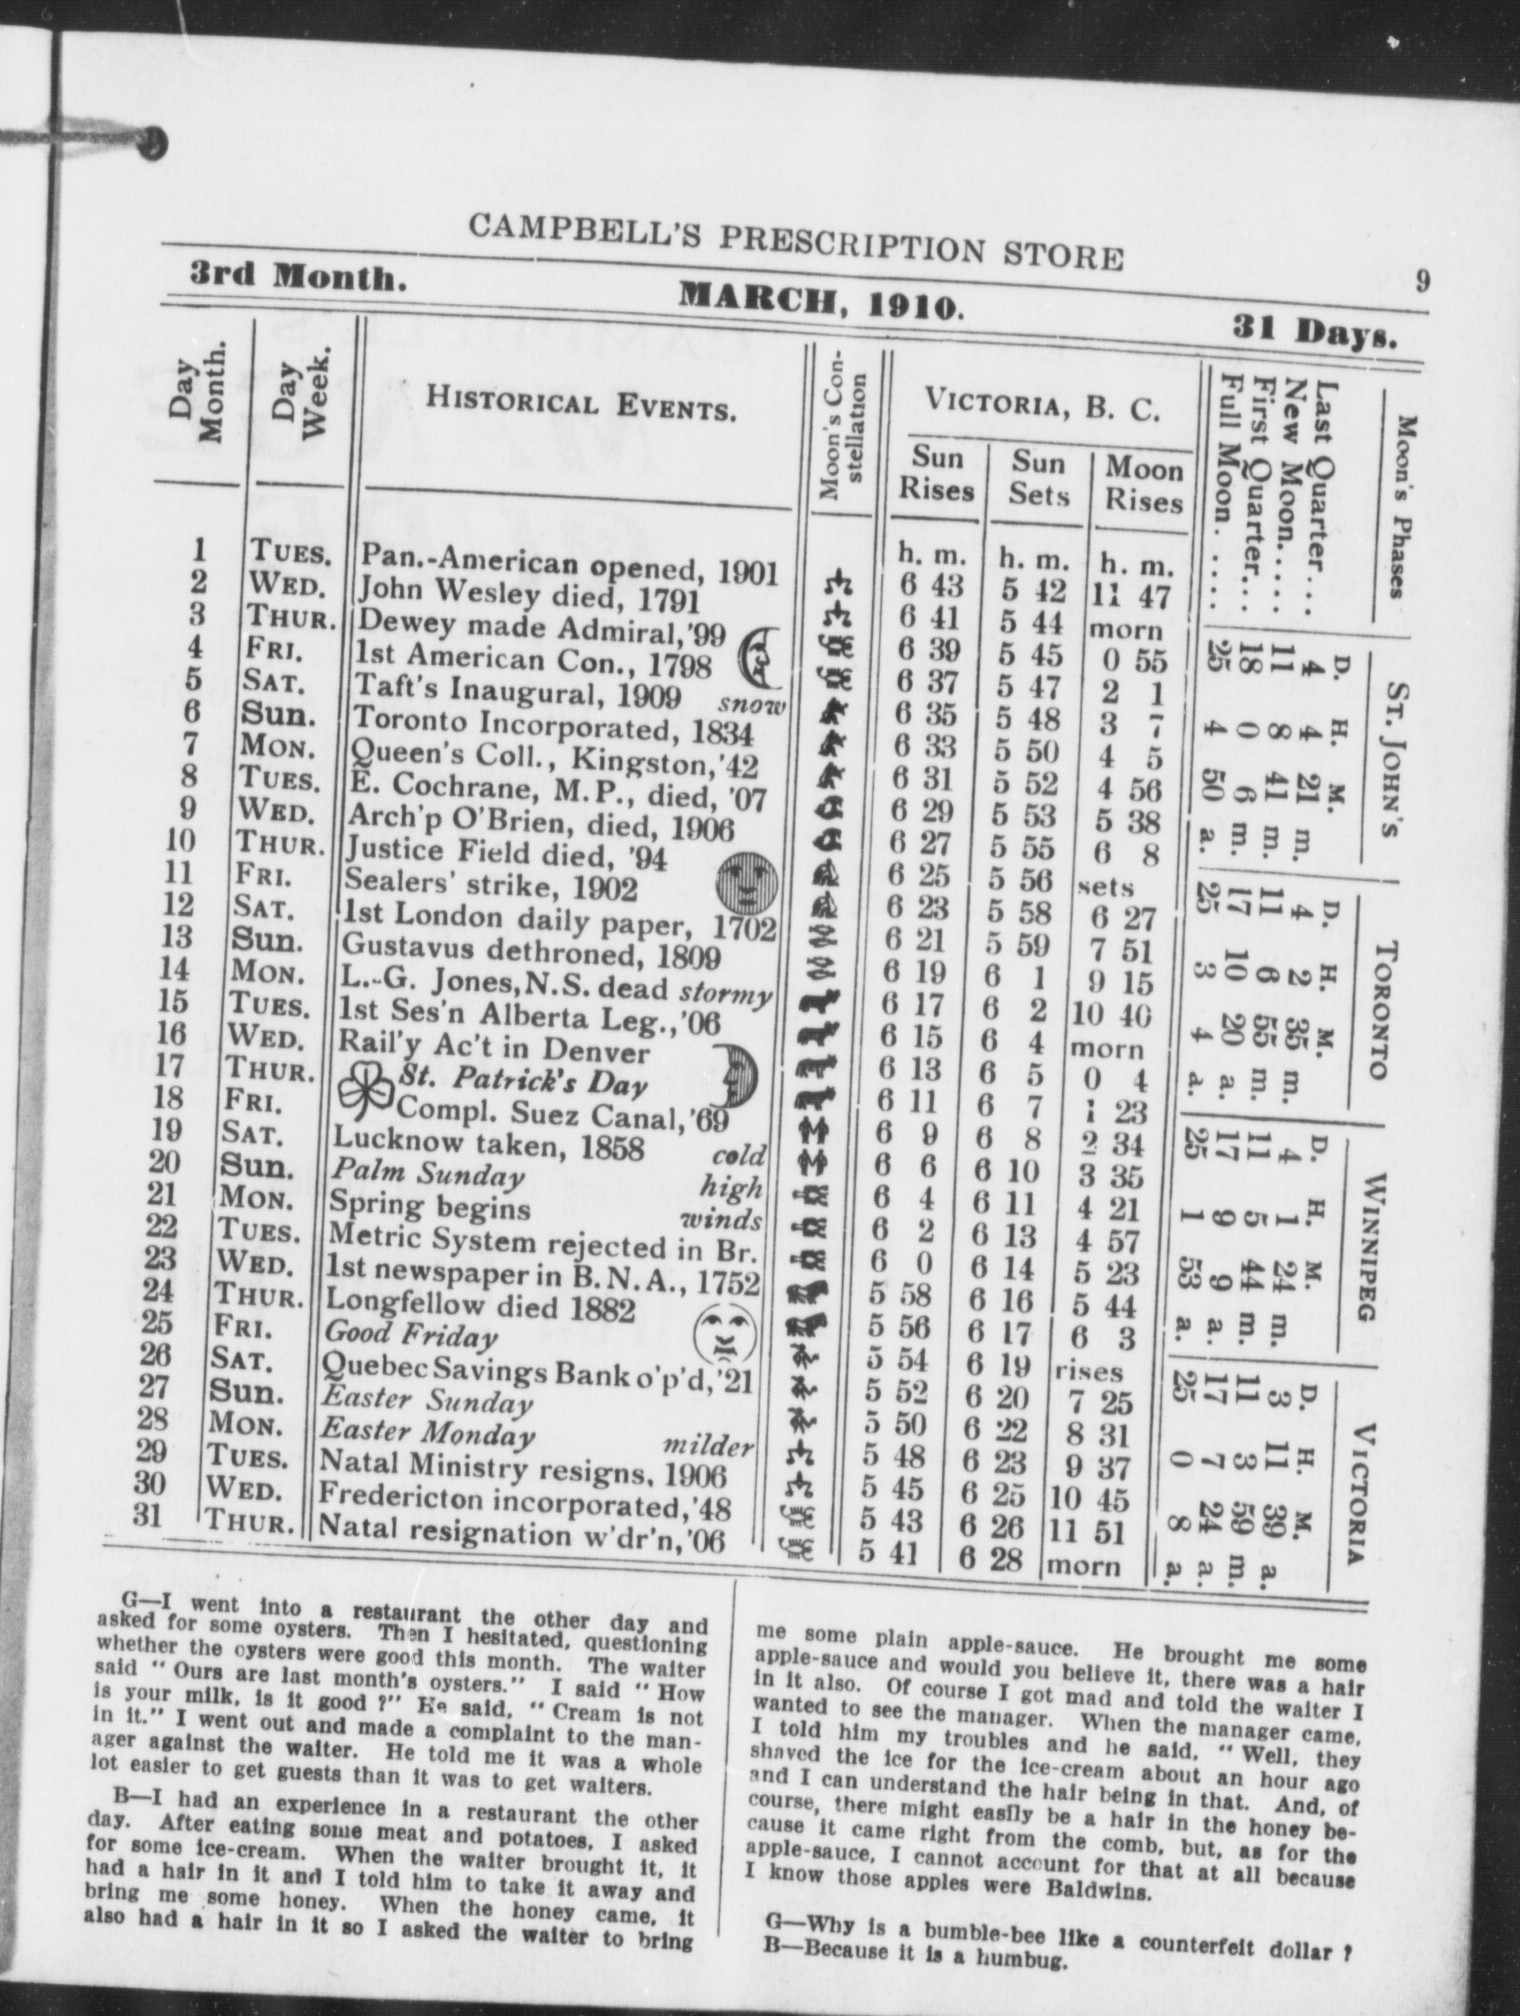 CAMPBELL'S PRESCRIPTION STORE
9
3rd Month. MARCH, 1910. 31 Days.
Day Month. Day Week. HISTORICAL EVENTS. Moon's Constellation VICTORIA, B. C.
Sun Rises Sun Sets Moon Rises
h. m. h. m. h. m.
1 TUES. Pan.-American opened, 1901 6 43 5 42 11 47
2 WED. John Wesley died, 1791 6 41 5 44 morn
3 THUR. Dewey made Admiral,'99 6 39 5 45 0 55
4 FRI. 1st American Con., 1798 6 37 5 47 2 1
5 SAT. Taft's Inaugural, 1909 snow 6 35 5 48 3 7
6 Sun. Toronto Incorporated, 1834 6 33 5 50 4 5
7 MON. Queen's Coll., Kingston,'42 6 31 5 52 4 56
8 TUES. E. Cochrane, M.P., died, '07 6 29 5 53 5 38
9 WED. Arch'p O'Brien, died, 1906 6 27 5 55 6 8
10 THUR. Justice Field died, '94 6 25 5 56 sets
11 FRI. Sealers' strike, 1902 6 23 5 58 6 27
12 SAT. 1st London daily paper, 1702 6 21 5 59 7 51
13 Sun. Gustavus dethroned, 1809 6 19 6 1 9 15
14 MON. L.-G. Jones,N.S. dead stormy 6 17 6 2 10 40
15 TUES. 1st Ses'n Alberta Leg.,'06 6 15 6 4 morn
16 WED. Rail'y Ac't in Denver 6 13 6 5 0 4
17 THUR. St. Patrick's Day 6 11 6 7 1 23
18 FRI. Compl. Suez Canal,'69 6 9 6 8 2 34
19 SAT. Lucknow taken, 1858 cold 6 6 6 10 3 35
20 Sun. Palm Sunday high 6 4 6 11 4 21
21 MON. Spring begins winds 6 2 6 13 4 57
22 TUES. Metric System rejected in Br. 6 0 6 14 5 23
23 WED. 1st newspaper in B.N.A., 1752 5 58 6 16 5 44
24 THUR. Longfellow died 1882 5 56 6 17 6 3
25 FRI. Good Friday 5 54 6 19 rises
26 SAT. Quebec Savings Bank o'p'd,'21 5 52 6 20 7 25
27 Sun. Easter Sunday 5 50 6 22 8 31
28 MON. Easter Monday milder 5 48 6 23 9 37
29 TUES. Natal Ministry resigns, 1906 5 45 6 25 10 45
30 WED. Fredericton incorporated,'48 5 43 6 26 11 51
31 THUR. Natal resignation w'dr'n,'06 5 41 6 28 morn
Moon's Phases ST. JOHN'S TORONTO WINNIPEG VICTORIA
D. H. M. D. H. M. D. H. M. D. H. M.
Last Quarter... 4 4 21 m. 4 2 35 m. 4 1 24 m. 3 11 39 a.
New Moon..... 11 8 41 m. 11 6 55 m. 11 5 44 m. 11 3 59 m.
First Quarter... 18 0 6 m. 17 10 20 a. 17 9 9 a. 17 7 24 a.
Full Moon..... 25 4 50 a. 25 3 4 a. 25 1 53 a. 25 0 8 a.
G—I went into a restaurant the other day and
asked for some oysters. Then I hesitated, questioning
whether the oysters were good this month. The waiter
said "Ours are last month's oysters." I said "How
is your milk, is it good?" He said, "Cream is not
in it." I went out and made a complaint to the man-
ager against the waiter. He told me it was a whole
lot easier to get guests than it was to get waiters.
B—I had an experience in a restaurant the other
day. After eating some meat and potatoes, I asked
for some ice-cream. When the waiter brought it, it
had a hair in it and I told him to take it away and
bring me some honey. When the honey came, it
also had a hair in it so I asked the waiter to bring
me some plain apple-sauce. He brought me some
apple-sauce and would you believe it, there was a hair
in it also. Of course I got mad and told the waiter I
wanted to see the manager. When the manager came,
I told him my troubles and he said, "Well, they
shaved the ice for the ice-cream about an hour ago
and I can understand the hair being in that. And, of
course, there might easily be a hair in the honey be-
cause it came right from the comb, but, as for the
apple-sauce, I cannot account for that at all because
I know those apples were Baldwins.
G—Why is a bumble-bee like a counterfeit dollar?
B—Because it is a humbug.